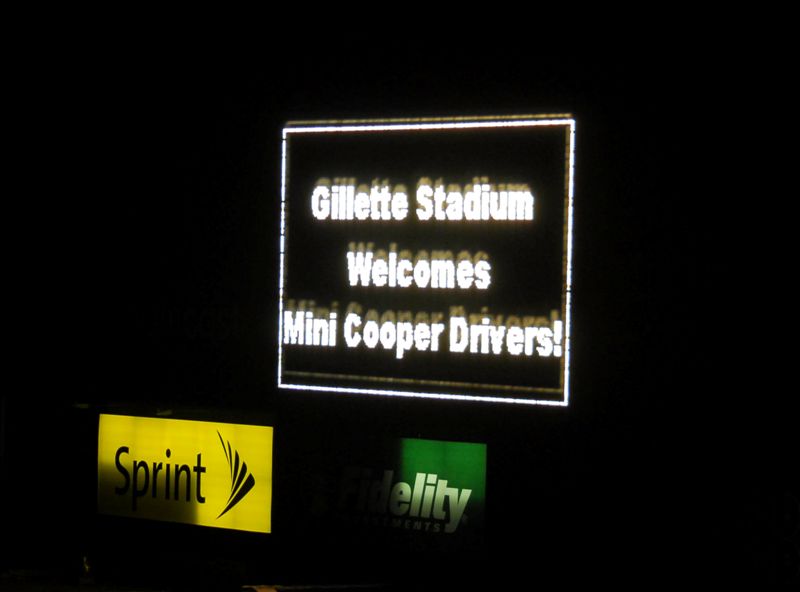 Gillette Stadium
Welcomes
Mini Cooper Drivers!
Sprint
Fidelity
INVESTMENTS